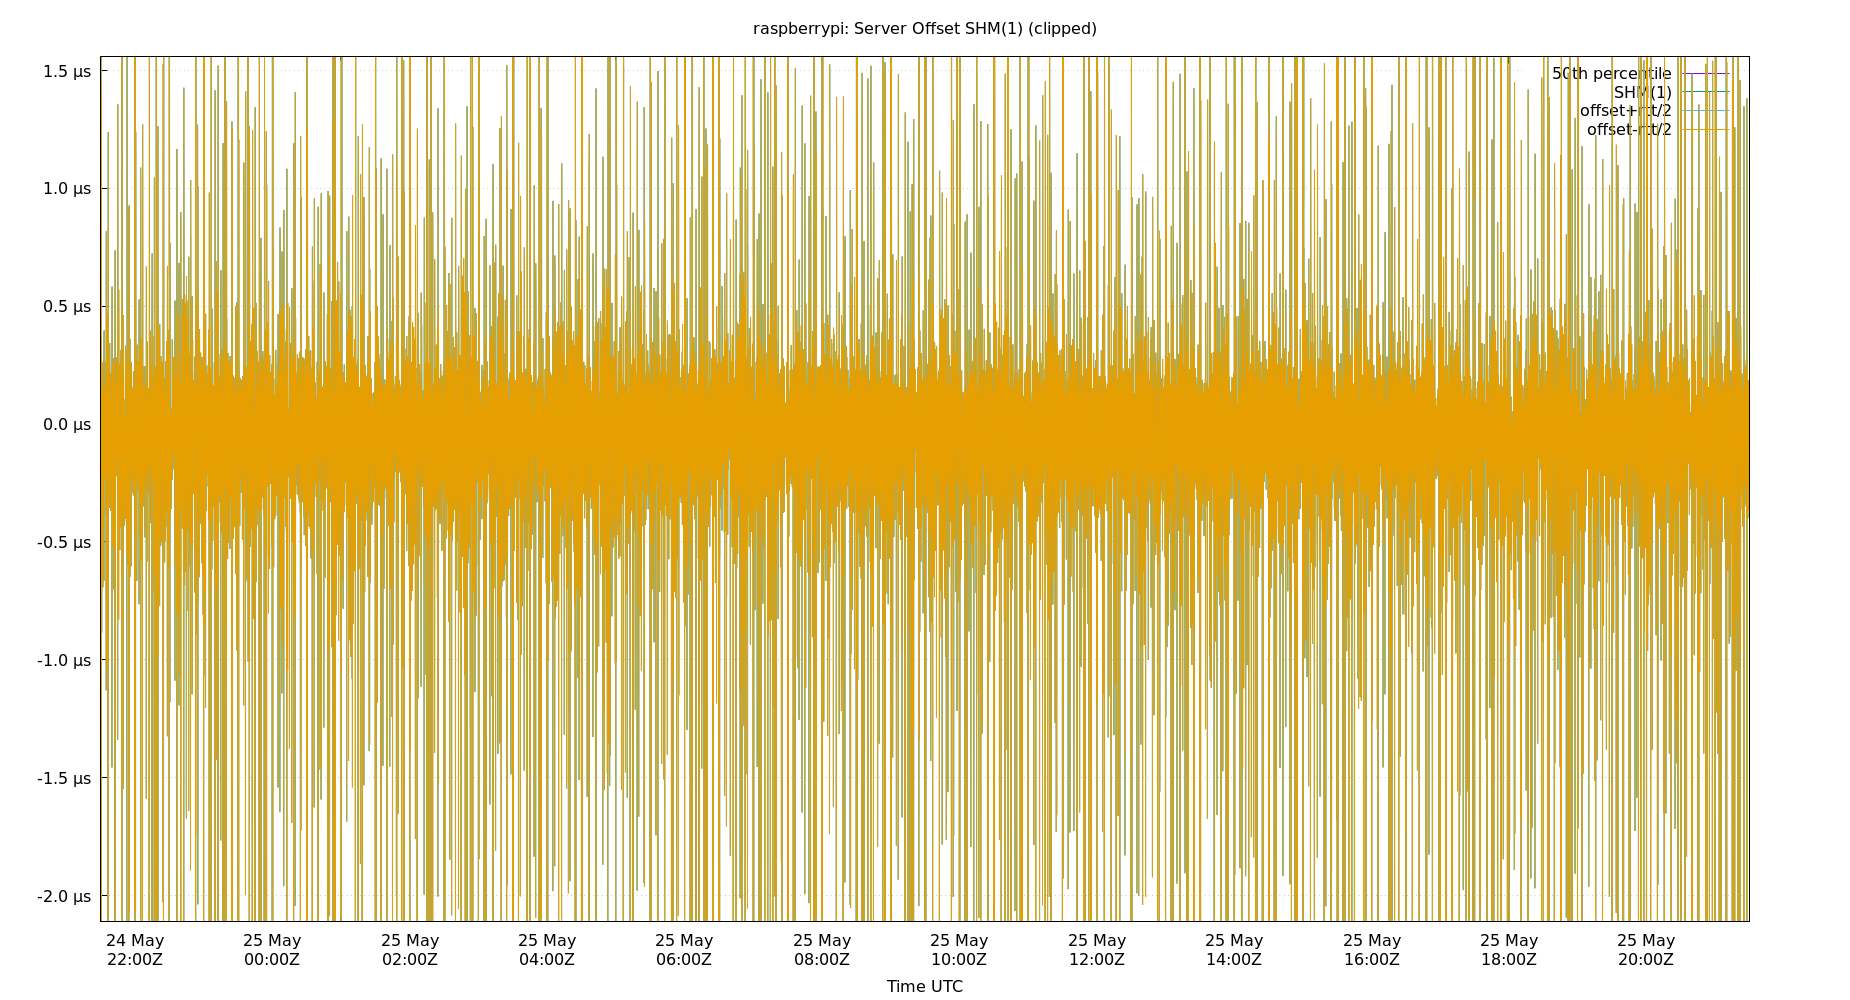 raspberrypi: Server Offset SHM(1) (clipped)
1.5 µs
1.0 µs
0.5 µs
0.0 µs
-0.5 µs
-1.0 µs
-1.5 µs
-2.0 µs
50th percentile
SHM(1)
offset+rtt/2
offset-rtt/2
24 May 25 May 25 May 25 May 25 May 25 May 25 May 25 May 25 May 25 May 25 May 25 May
22:00Z 00:00Z 02:00Z 04:00Z 06:00Z 08:00Z 10:00Z 12:00Z 14:00Z 16:00Z 18:00Z 20:00Z
Time UTC